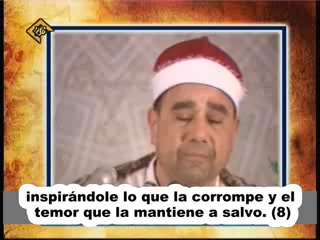 inspirándole lo que la corrompe y el
temor que la mantiene a salvo. (8)